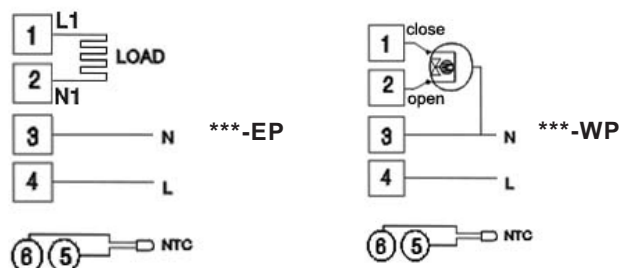 1 L1
LOAD
2 N1
3 N
***-EP
4 L
6 5 NTC
1 close
2 open
3 N
***-WP
4 L
6 5 NTC